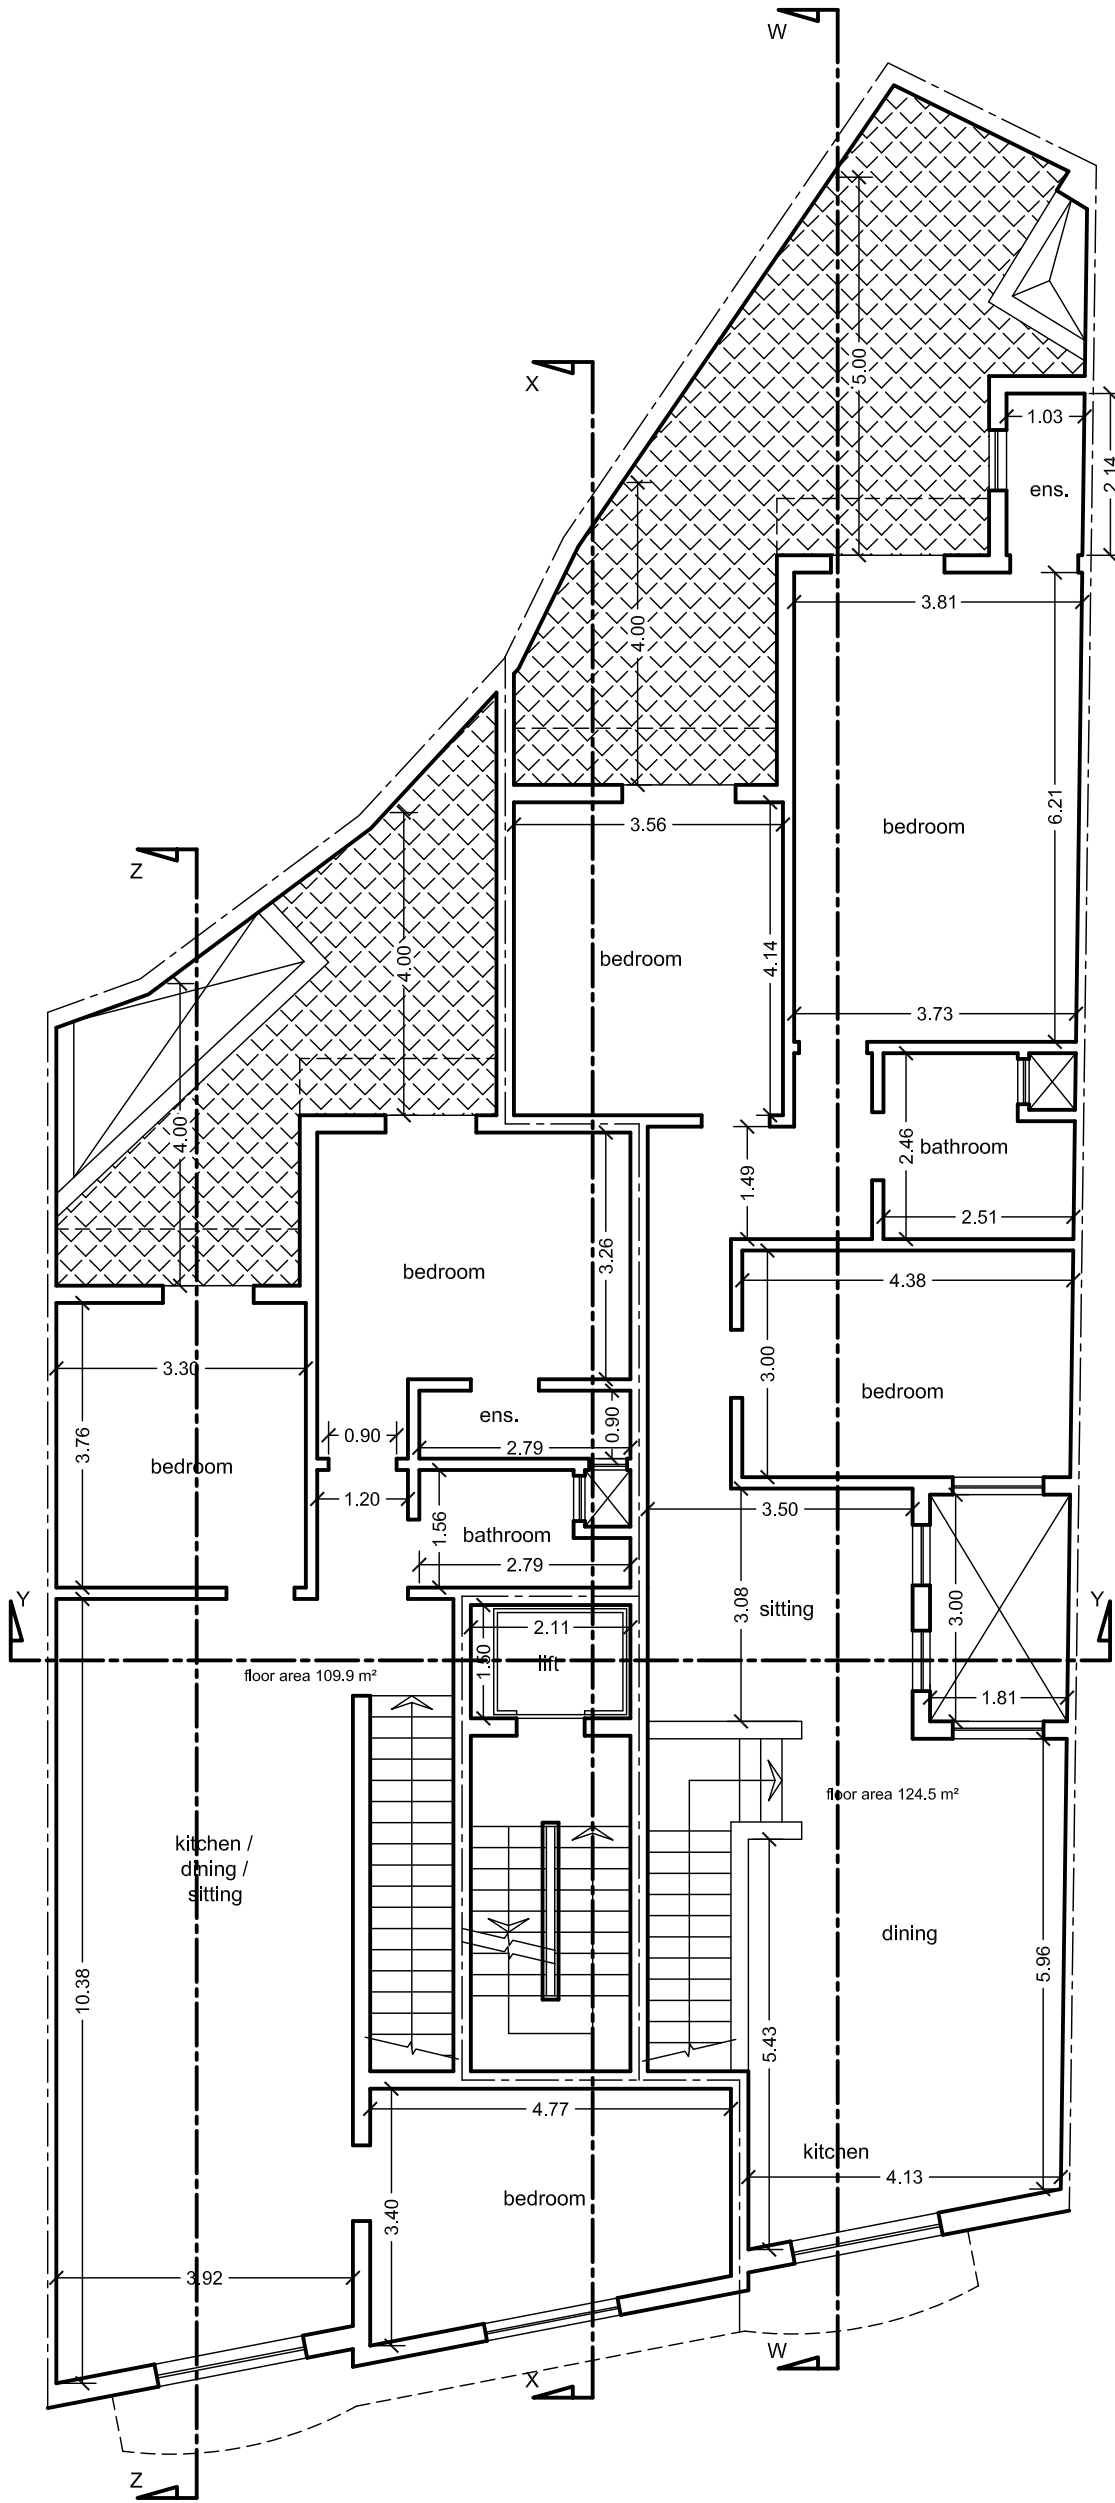 W
X
5.00
1.03
2.14
ens.
4.00
3.81
3.56
bedroom
6.21
Z
4.14
bedroom
4.00
3.73
4.00
2.46
bathroom
1.49
2.51
3.26
bedroom
4.38
3.00
3.30
bedroom
3.76
bedroom
0.90
ens.
0.90
2.79
1.20
1.56
bathroom
2.79
3.50
Y
3.08
sitting
3.00
Y
1.50
2.11
lift
floor area 109.9 m²
1.81
floor area 124.5 m²
kitchen /
dining /
sitting
dining
10.38
5.43
5.96
4.77
kitchen
4.13
3.40
bedroom
3.92
W
X
Z